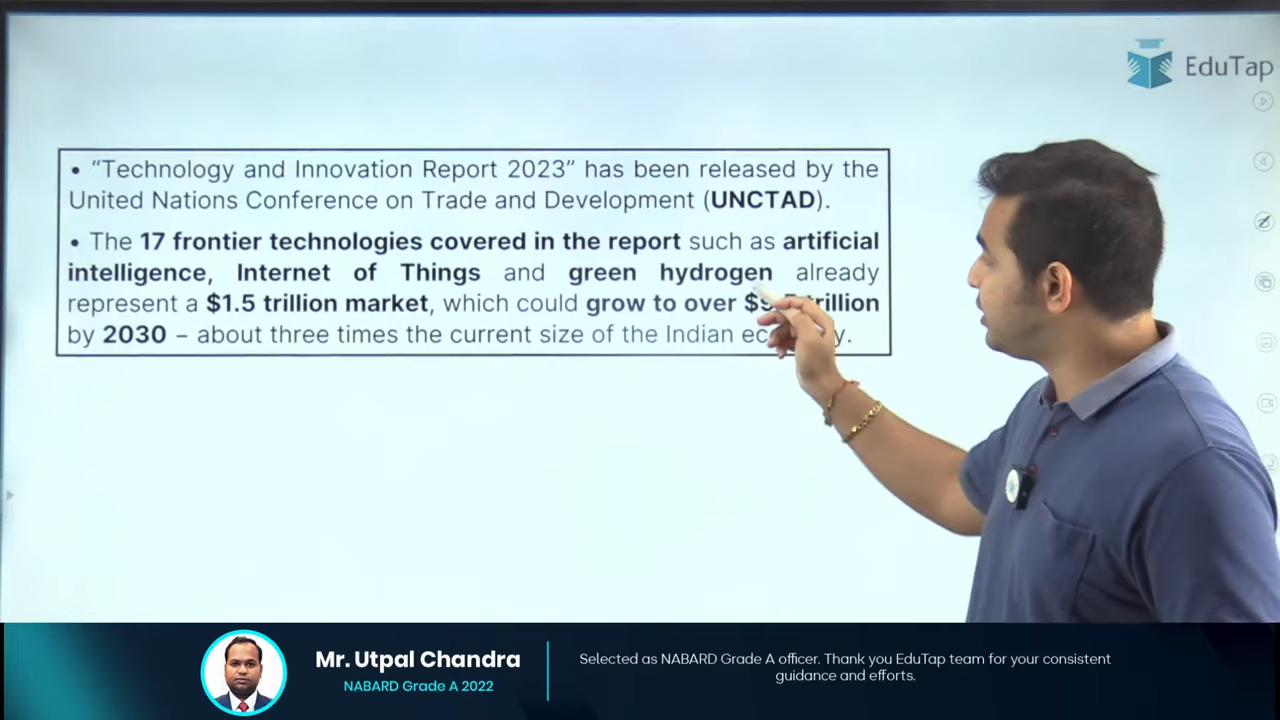 EduTap
• “Technology and Innovation Report 2023” has been released by the
United Nations Conference on Trade and Development (UNCTAD).
• The 17 frontier technologies covered in the report such as artificial
intelligence, Internet of Things and green hydrogen already
represent a $1.5 trillion market, which could grow to over trillion
by 2030 – about three times the current size of the Indian
Mr. Utpal Chandra
NABARD Grade A 2022
Selected as NABARD Grade A officer. Thank you EduTap team for your consistent
guidance and efforts.